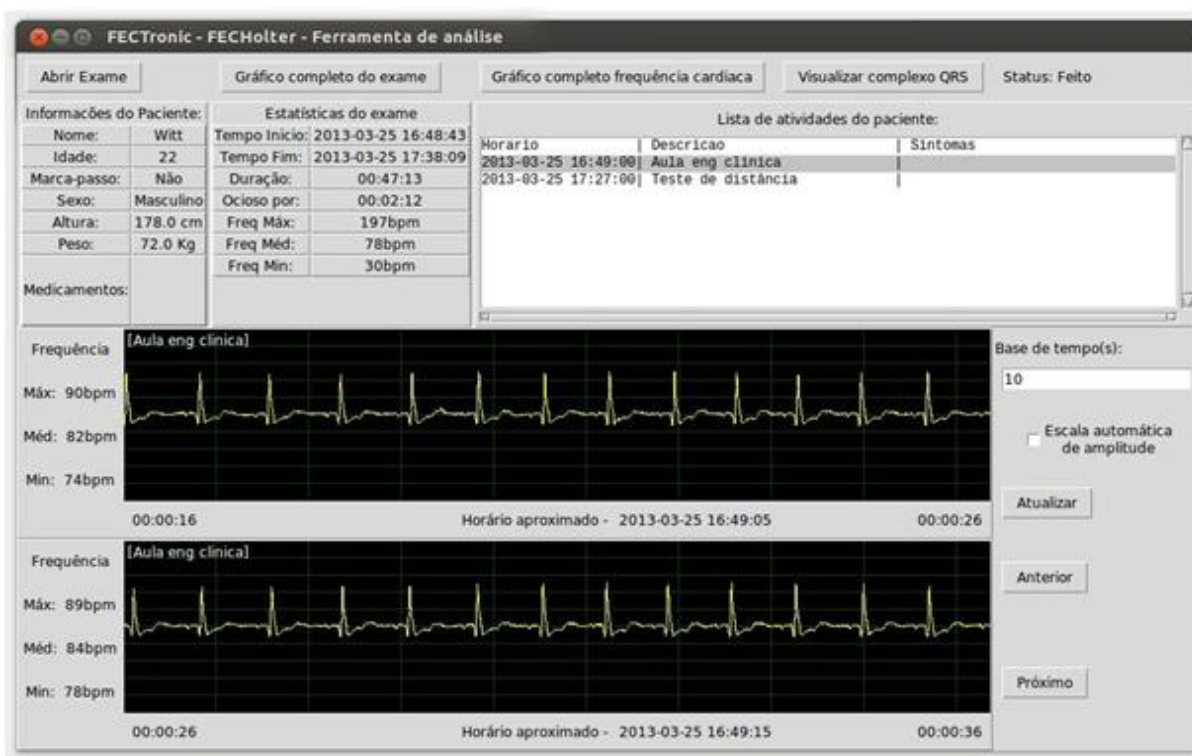 FECTronic - FECHolter - Ferramenta de análise
Abrir Exame
Gráfico completo do exame
Gráfico completo frequência cardiaca
Visualizar complexo QRS
Status: Feito
Informacões do Paciente:
Nome: Witt
Idade: 22
Marca-passo: Não
Sexo: Masculino
Altura: 178.0 cm
Peso: 72.0 Kg
Medicamentos:
Estatísticas do exame
Tempo Inicio: 2013-03-25 16:48:43
Tempo Fim: 2013-03-25 17:38:09
Duração: 00:47:13
Ocioso por: 00:02:12
Freq Máx: 197bpm
Freq Méd: 78bpm
Freq Min: 30bpm
Lista de atividades do paciente:
Horario | Descricao | Sintomas
2013-03-25 16:49:00| Aula eng clinica |
2013-03-25 17:27:00| Teste de distância |
Frequência
Máx: 90bpm
Méd: 82bpm
Min: 74bpm
[Aula eng clinica]
00:00:16 Horário aproximado - 2013-03-25 16:49:05 00:00:26
Frequência
Máx: 89bpm
Méd: 84bpm
Min: 78bpm
[Aula eng clinica]
00:00:26 Horário aproximado - 2013-03-25 16:49:15 00:00:36
Base de tempo(s):
10
Escala automática
de amplitude
Atualizar
Anterior
Próximo